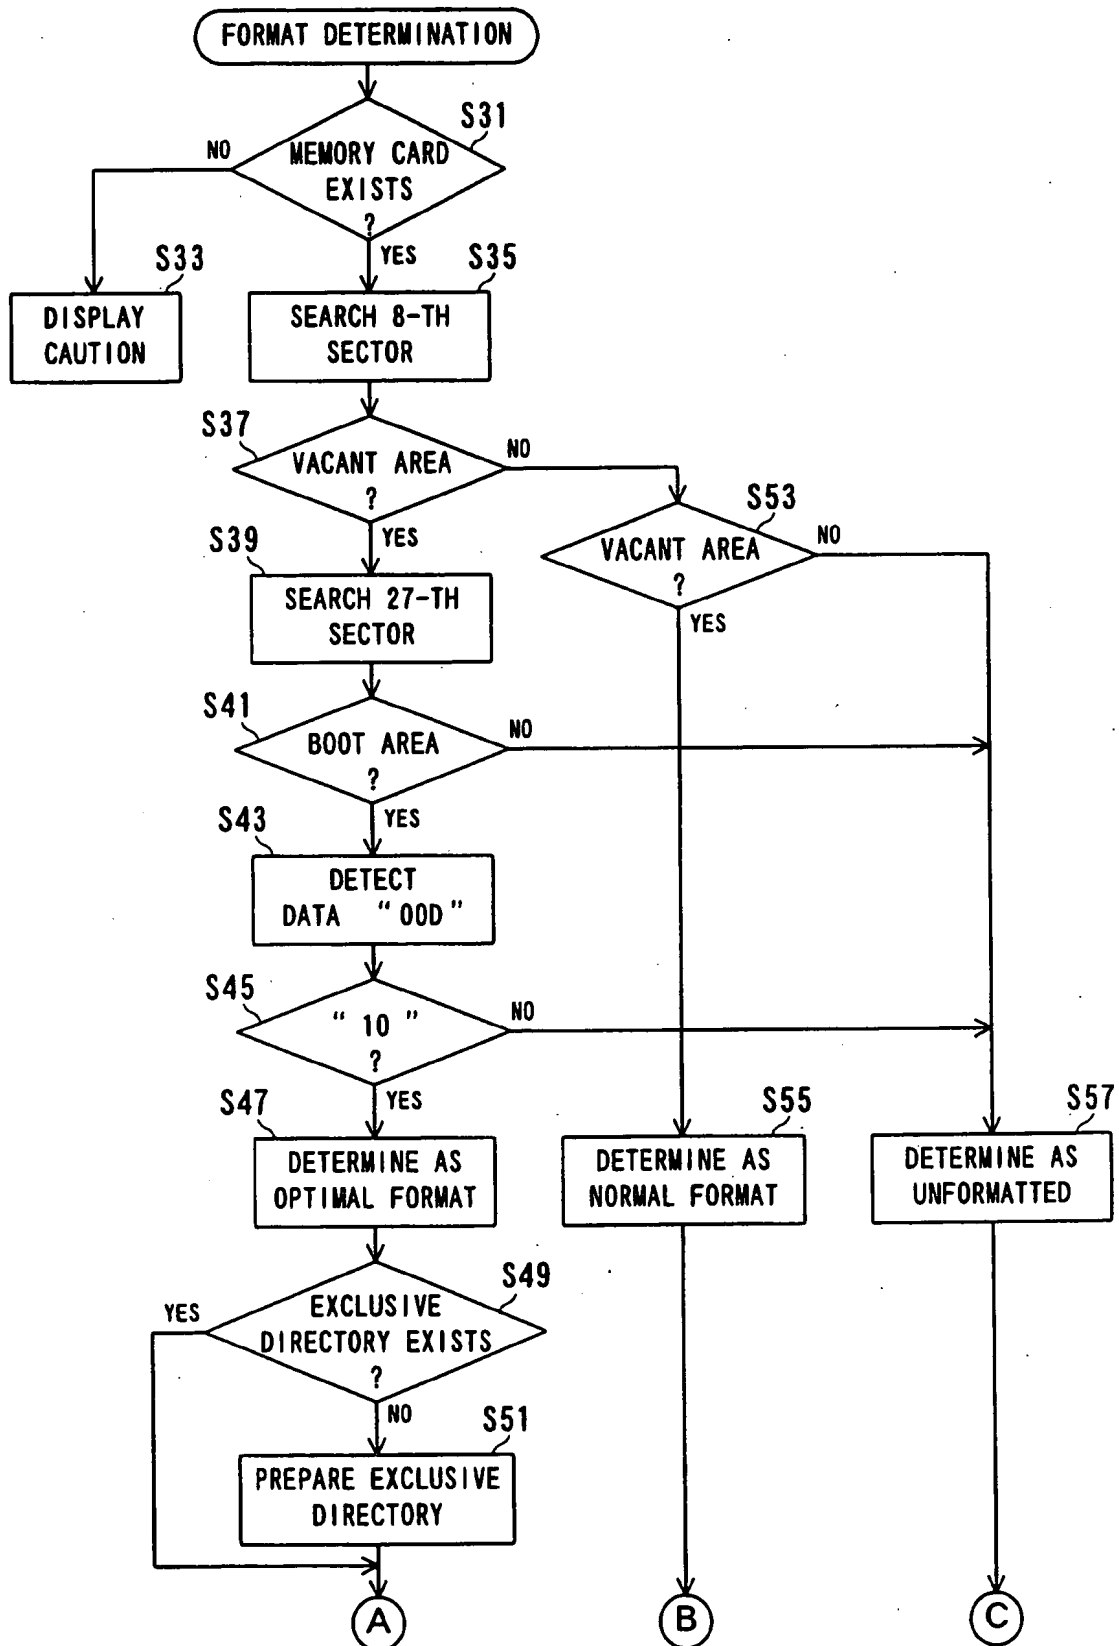 FORMAT DETERMINATION
S31
NO
MEMORY CARD
EXISTS
?
YES
S33
S35
DISPLAY
CAUTION
SEARCH 8-TH
SECTOR
S37
NO
VACANT AREA
?
YES
S53
NO
VACANT AREA
?
YES
S39
SEARCH 27-TH
SECTOR
S41
NO
BOOT AREA
?
YES
S43
DETECT
DATA "00D"
S45
NO
"10"
?
YES
S47
S55
S57
DETERMINE AS
OPTIMAL FORMAT
DETERMINE AS
NORMAL FORMAT
DETERMINE AS
UNFORMATTED
S49
YES
EXCLUSIVE
DIRECTORY EXISTS
?
NO
S51
PREPARE EXCLUSIVE
DIRECTORY
A
B
C